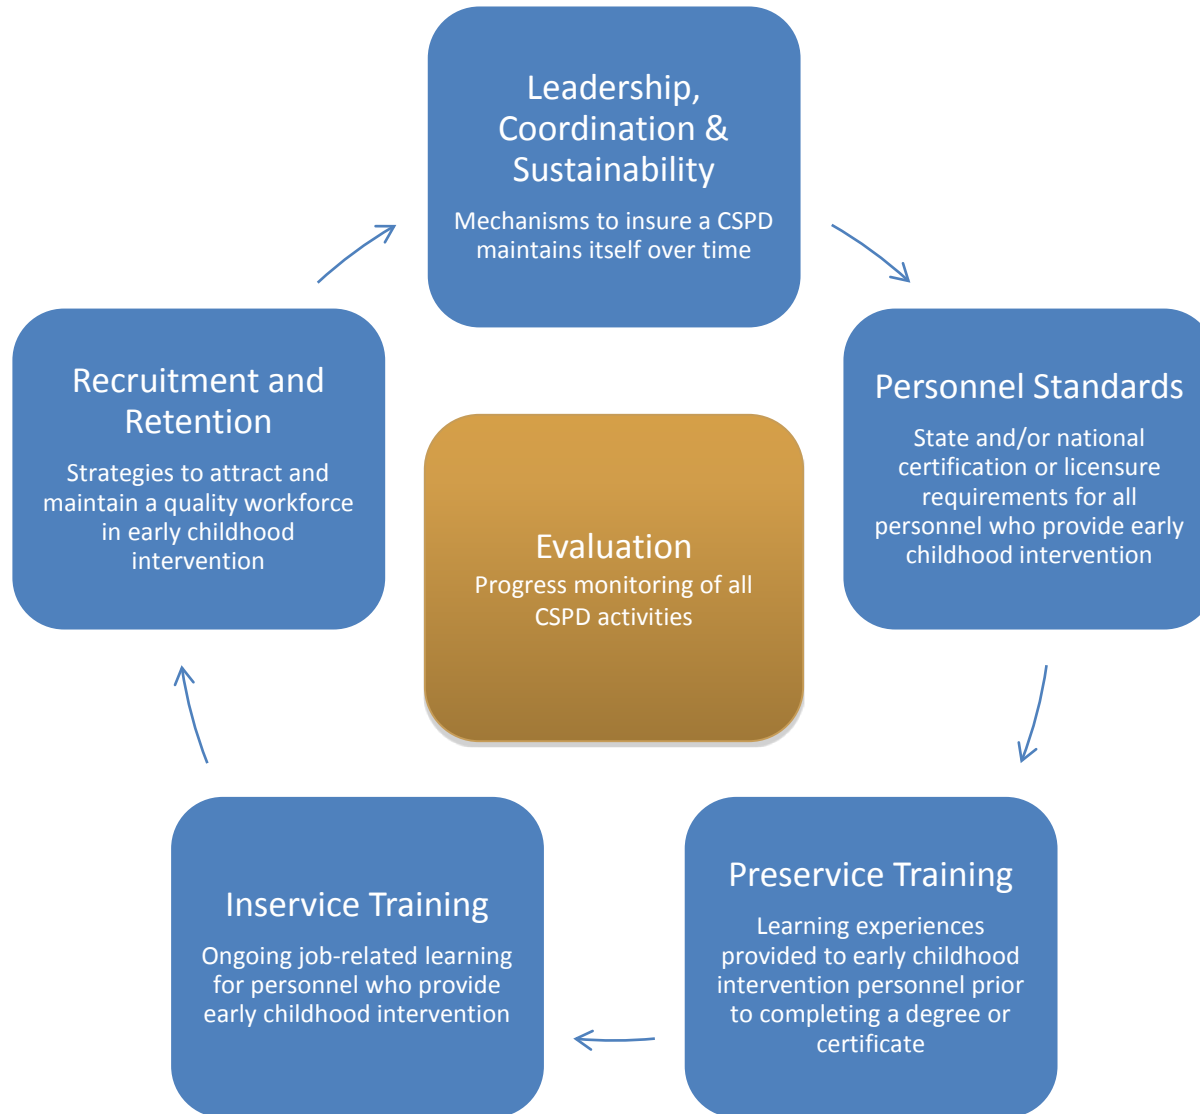 Leadership,
Coordination &
Sustainability
Mechanisms to insure a CSPD
maintains itself over time
Personnel Standards
State and/or national
certification or licensure
requirements for all
personnel who provide early
childhood intervention
Preservice Training
Learning experiences
provided to early childhood
intervention personnel prior
to completing a degree or
certificate
Inservice Training
Ongoing job-related learning
for personnel who provide
early childhood intervention
Recruitment and
Retention
Strategies to attract and
maintain a quality workforce
in early childhood
intervention
Evaluation
Progress monitoring of all
CSPD activities